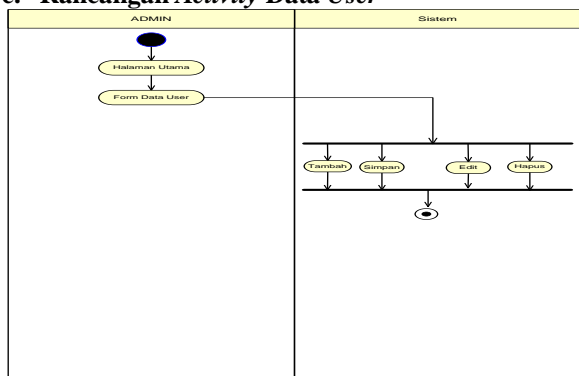 c. Rancangan Activity Data User
ADMIN
Sistem
Halaman Utama
Form Data User
Tambah
Simpan
Edit
Hapus